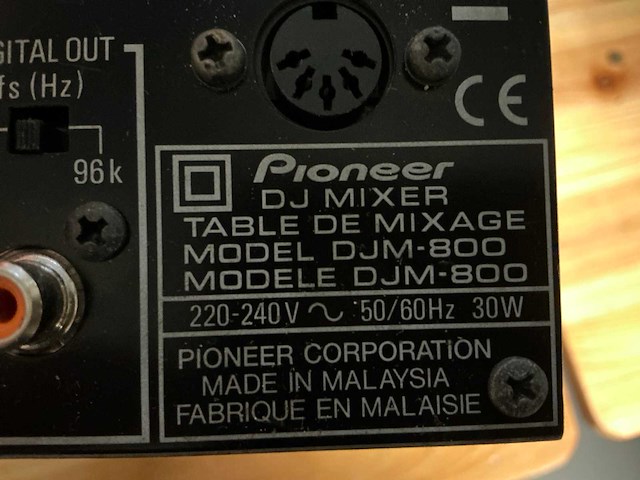 GITAL OUT
fs (Hz)
96k
CE
Pioneer
DJ MIXER
TABLE DE MIXAGE
MODEL DJM-800
MODELE DJM-800
220-240V ~ 50/60Hz 30W
PIONEER CORPORATION
MADE IN MALAYSIA
FABRIQUE EN MALAISIE